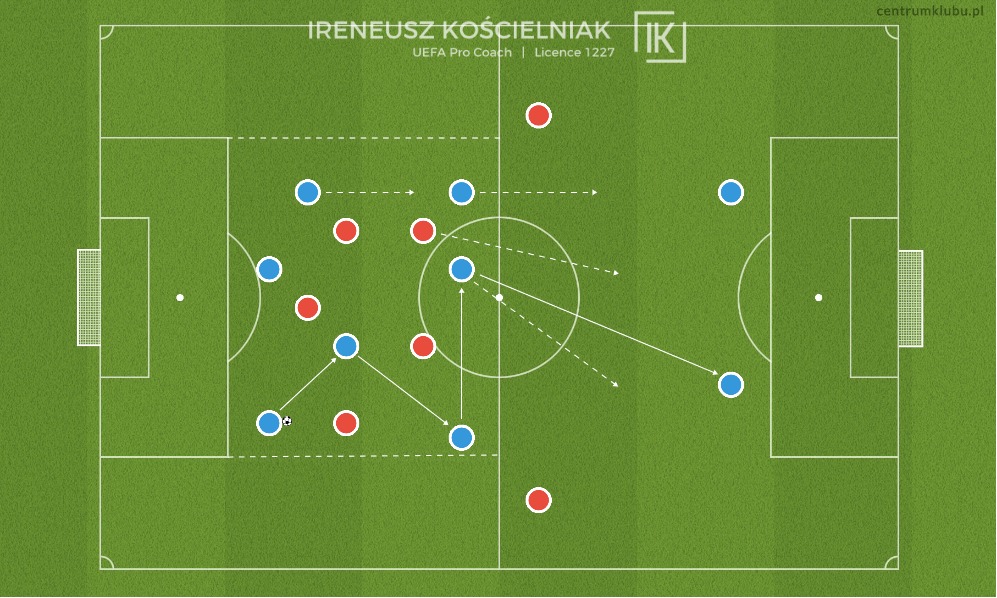 centrumklubu.pl
IRENEUSZ KOŚCIELNIAK
IK
UEFA Pro Coach | Licence 1227